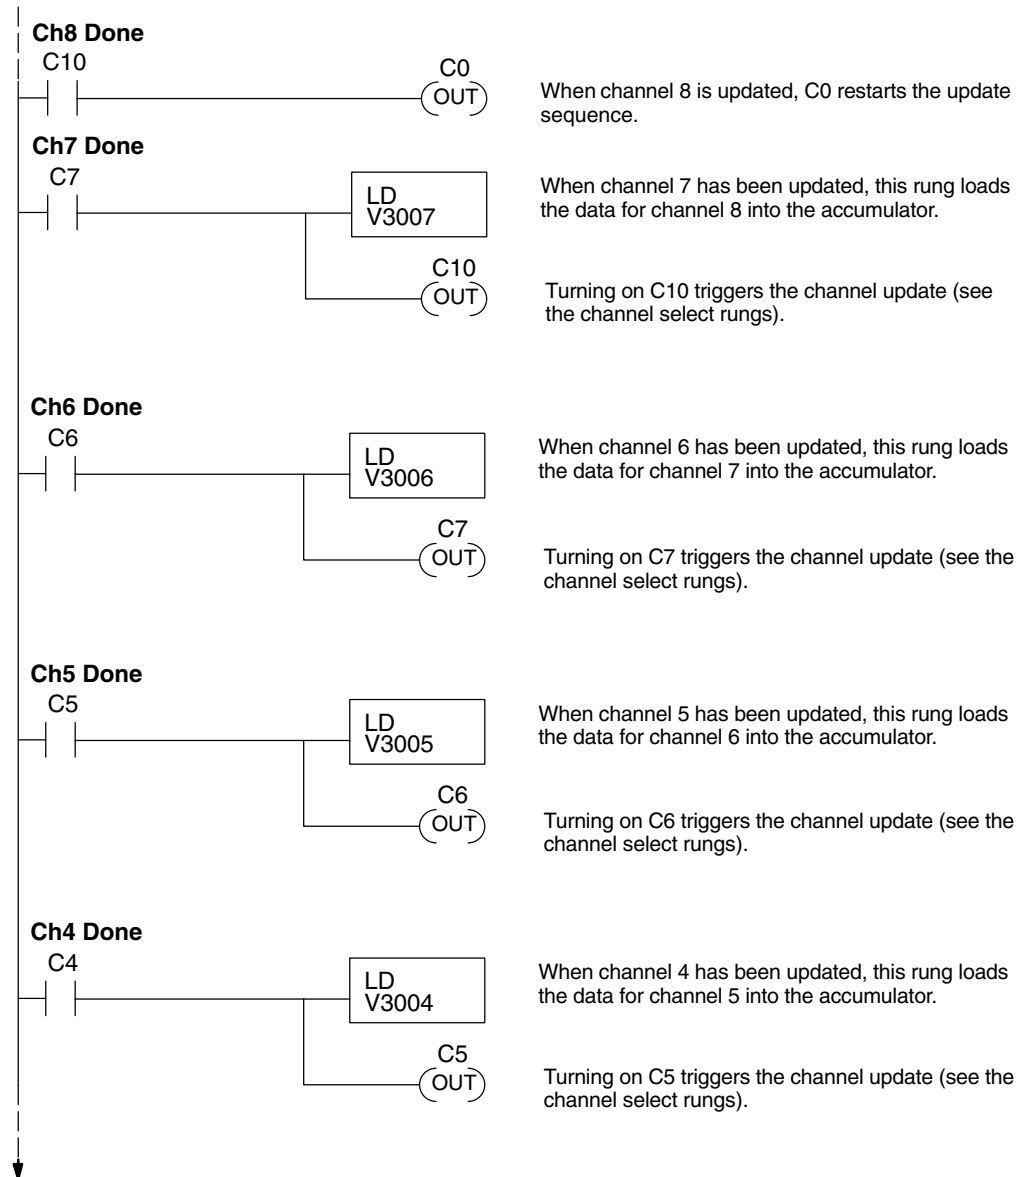 Ch8 Done
C10
C0
OUT
When channel 8 is updated, C0 restarts the update
sequence.
Ch7 Done
C7
LD
V3007
When channel 7 has been updated, this rung loads
the data for channel 8 into the accumulator.
C10
OUT
Turning on C10 triggers the channel update (see
the channel select rungs).
Ch6 Done
C6
LD
V3006
When channel 6 has been updated, this rung loads
the data for channel 7 into the accumulator.
C7
OUT
Turning on C7 triggers the channel update (see the
channel select rungs).
Ch5 Done
C5
LD
V3005
When channel 5 has been updated, this rung loads
the data for channel 6 into the accumulator.
C6
OUT
Turning on C6 triggers the channel update (see the
channel select rungs).
Ch4 Done
C4
LD
V3004
When channel 4 has been updated, this rung loads
the data for channel 5 into the accumulator.
C5
OUT
Turning on C5 triggers the channel update (see the
channel select rungs).